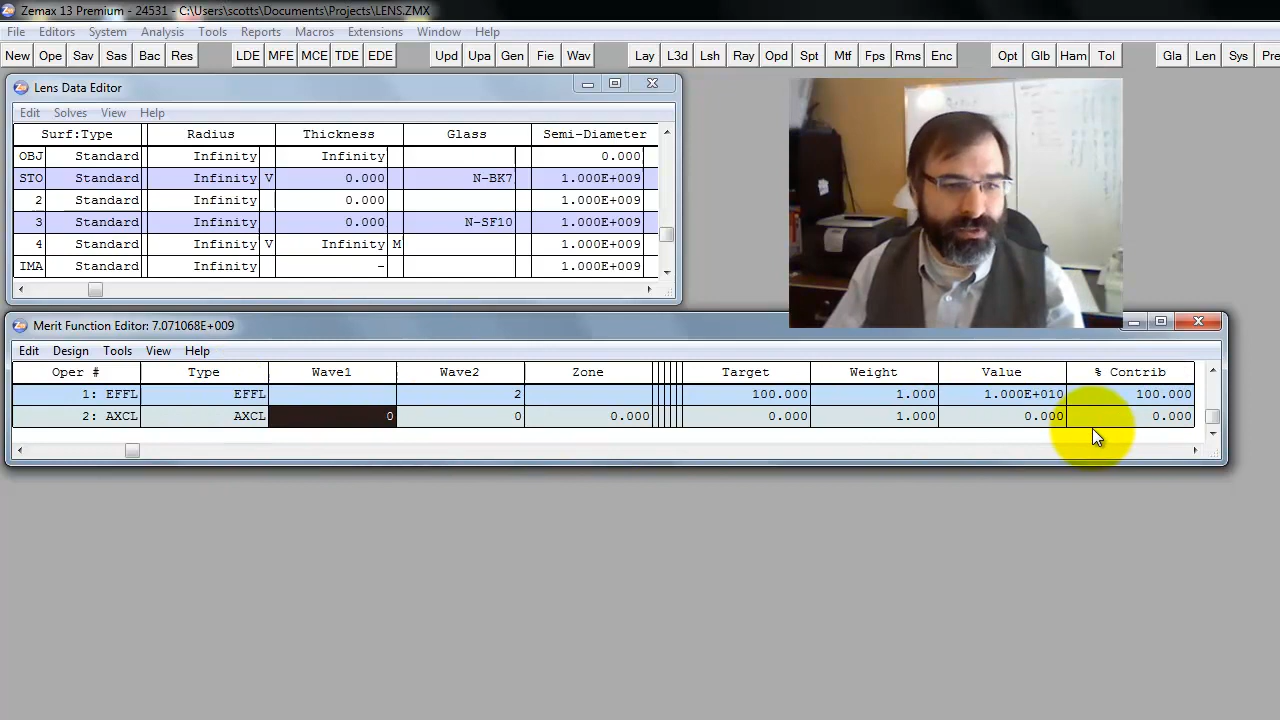 Zemax 13 Premium - 24531 - C:\Users\scotts\Documents\Projects\LENS.ZMX
File Editors System Analysis Tools Reports Macros Extensions Window Help
New Ope Sav Sas Bac Res LDE MFE MCE TDE EDE Upd Upa Gen Fie Wav Lay L3d Lsh Ray Opd Spt Mtf Fps Rms Enc Opt Glb Ham Tol Gla Len Sys Pre
Lens Data Editor
Edit Solves View Help
Surf:Type Radius Thickness Glass Semi-Diameter
OBJ Standard Infinity Infinity 0.000
STO Standard Infinity V 0.000 N-BK7 1.000E+009
2 Standard Infinity 0.000 1.000E+009
3 Standard Infinity 0.000 N-SF10 1.000E+009
4 Standard Infinity V Infinity M 1.000E+009
IMA Standard Infinity - 1.000E+009
Merit Function Editor: 7.071068E+009
Edit Design Tools View Help
Oper # Type Wave1 Wave2 Zone Target Weight Value % Contrib
1: EFFL EFFL 2 100.000 1.000 1.000E+010 100.000
2: AXCL AXCL 0 0 0.000 0.000 1.000 0.000 0.000